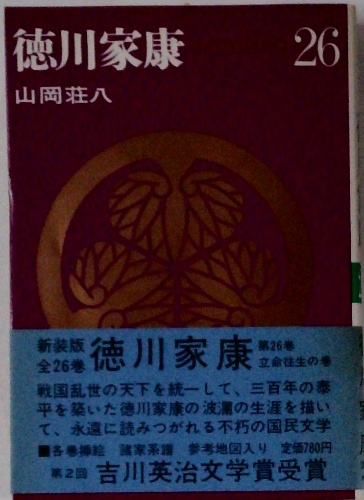 徳川家康 26
山岡荘八
新装版
全26巻
徳川家康
第26巻
立命往生の巻
戦国乱世の天下を統一して、三百年の泰
平を築いた徳川家康の波瀾の生涯を描い
て、永遠に読みつがれる不朽の国民文学
■各巻挿絵 諸家系譜 参考地図入り 定価780円
第2回 吉川英治文学賞受賞